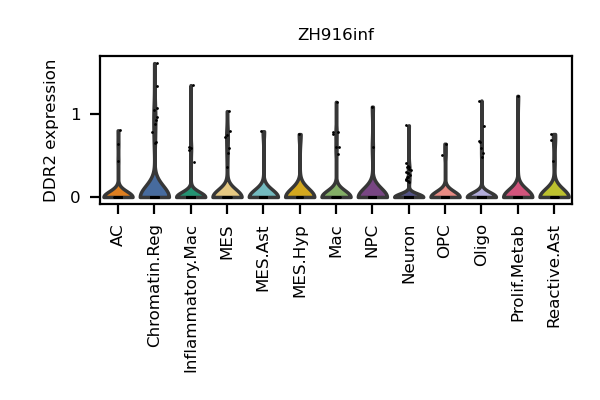 ZH916inf
DDR2 expression
1
0
AC
Chromatin.Reg
Inflammatory.Mac
MES
MES.Ast
MES.Hyp
Mac
NPC
Neuron
OPC
Oligo
Prolif.Metab
Reactive.Ast